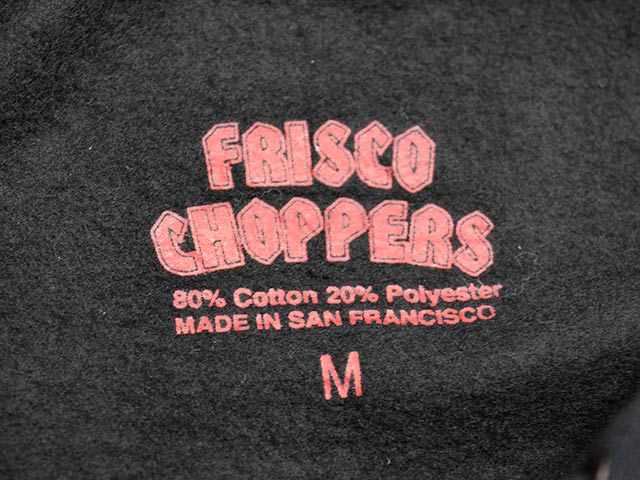 FRISCO
CHOPPERS
80% Cotton 20% Polyester
MADE IN SAN FRANCISCO
M